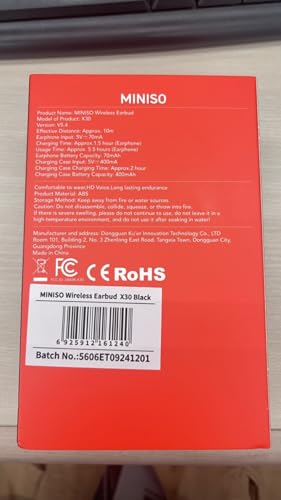 MINISO
Product Name: MINISO Wireless Earbud
Model of Product: X30
Version: V5.4
Effective Distance: Approx. 10m
Earphone Input: 5V⎓70mA
Charging Time: Approx.1.5 hour (Earphone)
Usage Time: Approx. 5.5 hours (Earphone)
Earphone Battery Capacity: 70mAh
Charging Case Input: 5V⎓400mA
Charging Case Charging Time: Approx.2 hour
Charging Case Battery Capacity: 400mAh
Comfortable to wear,HD Voice,Long lasting endurance
Product Material: ABS
Storage Method: Keep away from fire or water sources.
Caution: Do not disassemble, collide, squeeze, or throw into fire.
If there is severe swelling, please do not continue to use, do not leave it in
high-temperature environment, and do not use it after soaking in water!
Manufacturer and address: Dongguan Ku'er Innovation Technology Co., LTD
Room 101, Building 2, No. 3 Zhenlong East Road, Tangxia Town, Dongguan City,
Guangdong Province
Made in China
FC CE RoHS
MINISO Wireless Earbud X30 Black
6 925912 161240
Batch No.:5606ET09241201